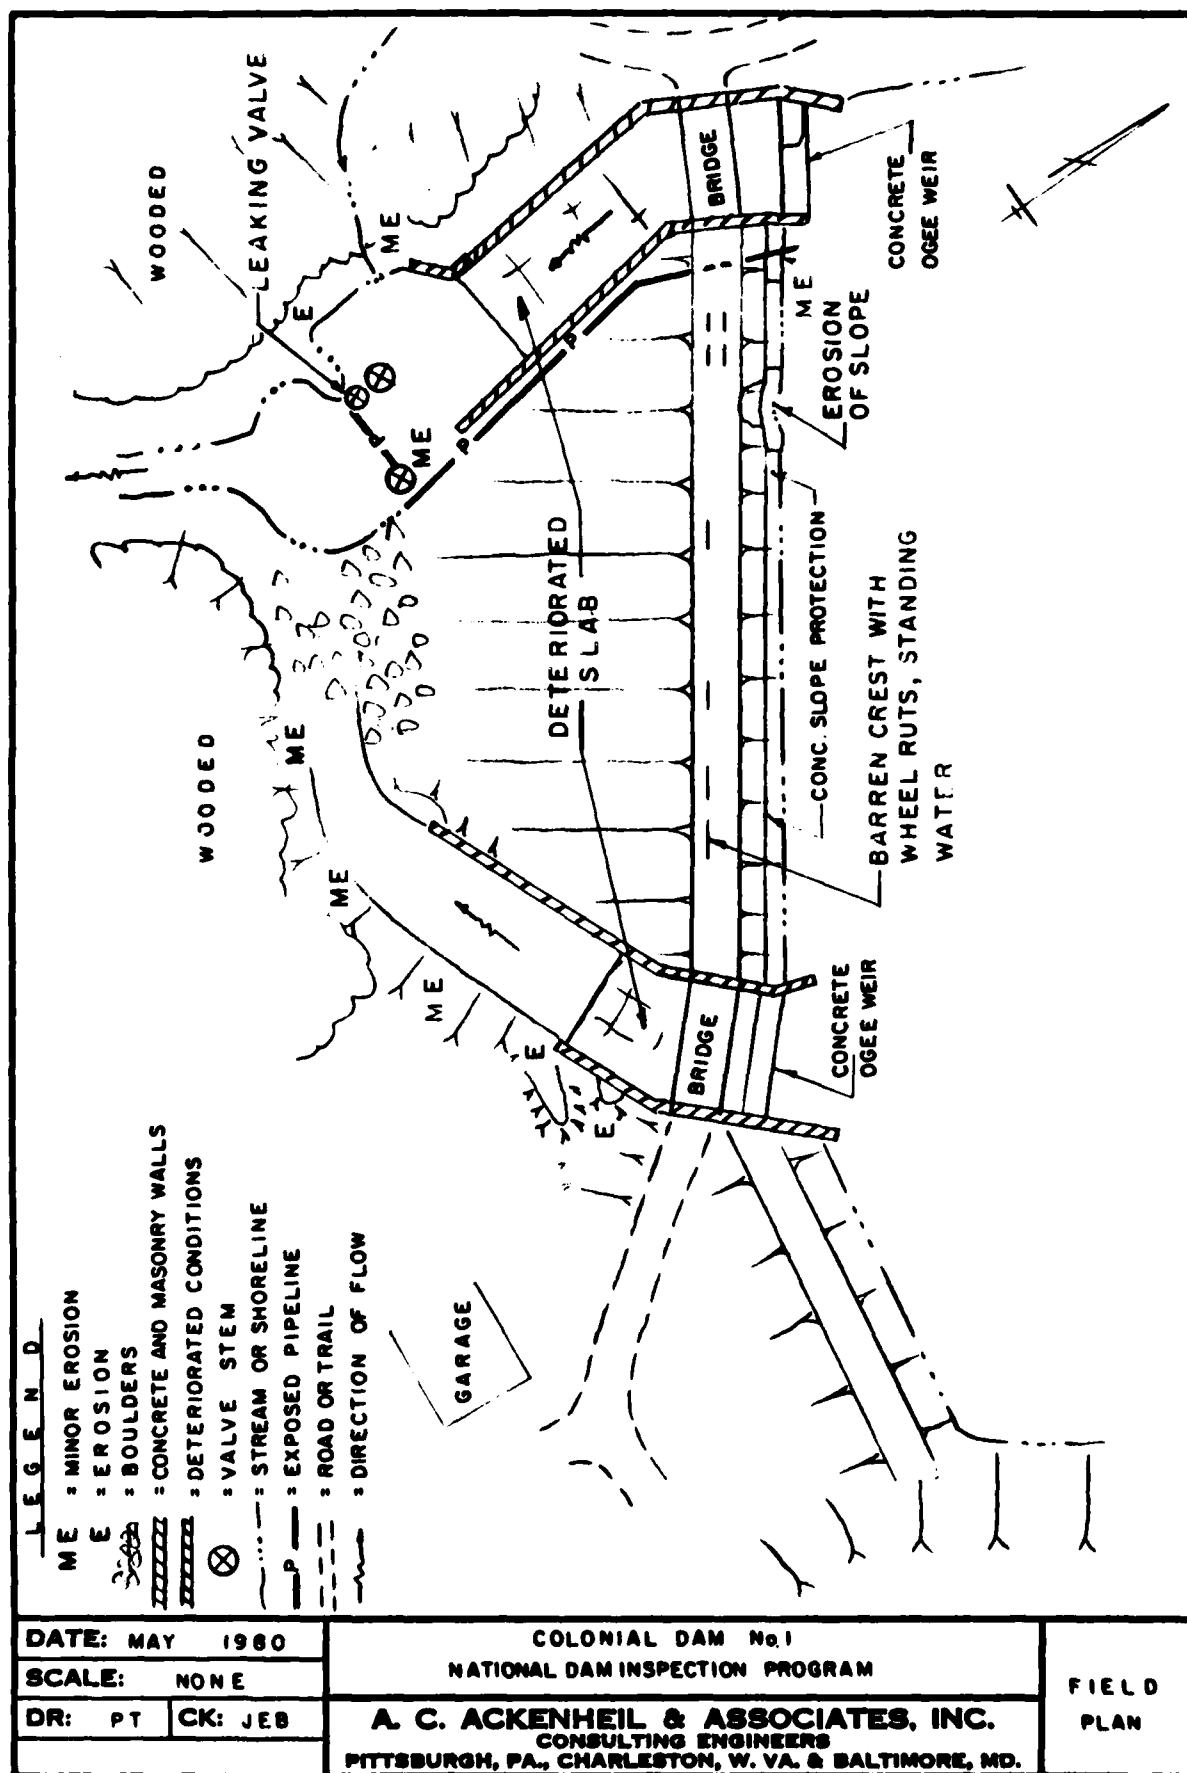 LEGEND
ME = MINOR EROSION
E = EROSION
= BOULDERS
= CONCRETE AND MASONRY WALLS
= DETERIORATED CONDITIONS
= VALVE STEM
= STREAM OR SHORELINE
P = EXPOSED PIPELINE
= ROAD OR TRAIL
= DIRECTION OF FLOW
WOODED
LEAKING VALVE
E
ME
ME
WOODED
ME
ME
ME
E
E
DETERIORATED
SLAB
BRIDGE
BRIDGE
P
P
P
CONCRETE
OGEE WEIR
ME
EROSION
OF SLOPE
CONC. SLOPE PROTECTION
BARREN CREST WITH
WHEEL RUTS, STANDING
WATER
CONCRETE
OGEE WEIR
GARAGE
DATE: MAY 1980
SCALE: NONE
DR: PT CK: JEB
COLONIAL DAM No. 1
NATIONAL DAM INSPECTION PROGRAM
A. C. ACKENHEIL & ASSOCIATES, INC.
CONSULTING ENGINEERS
PITTSBURGH, PA., CHARLESTON, W. VA. & BALTIMORE, MD.
FIELD
PLAN